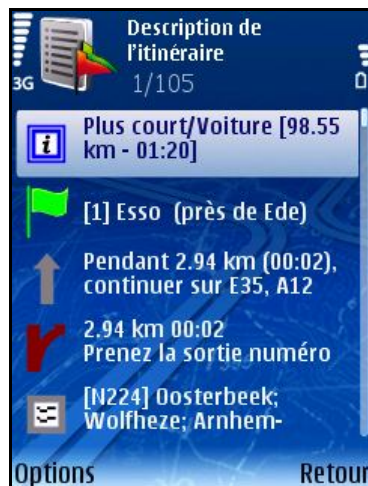 Description de
l'itinéraire
1/105
3G
Plus court/Voiture [98.55
km - 01:20]
[1] Esso (près de Ede)
Pendant 2.94 km (00:02),
continuer sur E35, A12
2.94 km 00:02
Prenez la sortie numéro
[N224] Oosterbeek;
Wolfheze; Arnhem-
Options
Retour